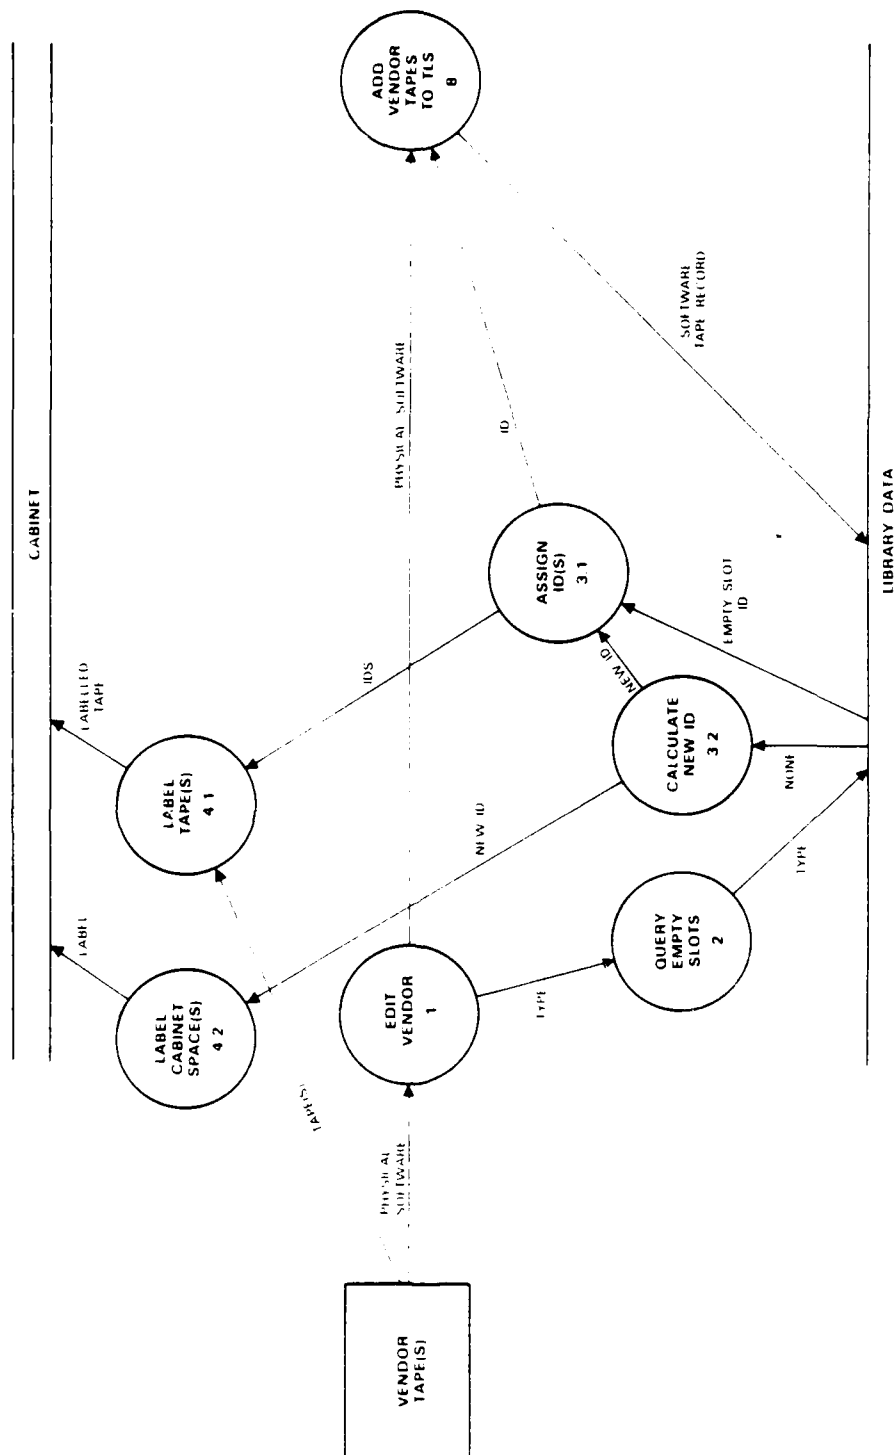 CABINET
LABEL
LABELLED
TAPE
LABEL
CABINET
SPACE(S)
4 2
LABEL
TAPE(S)
4 1
TAPE(S)
NEW ID
IDS
VENDOR
TAPE(S)
PHYSICAL
SOFTWARE
EDIT
VENDOR
1
PHYSICAL SOFTWARE
ADD
VENDOR
TAPES
TO TLS
8
TYPE
ID
ASSIGN
ID(S)
3.1
NEW ID
QUERY
EMPTY
SLOTS
2
CALCULATE
NEW ID
3 2
TYPE
NONE
EMPTY SLOT
ID
SOFTWARE
TAPE RECORD
LIBRARY DATA